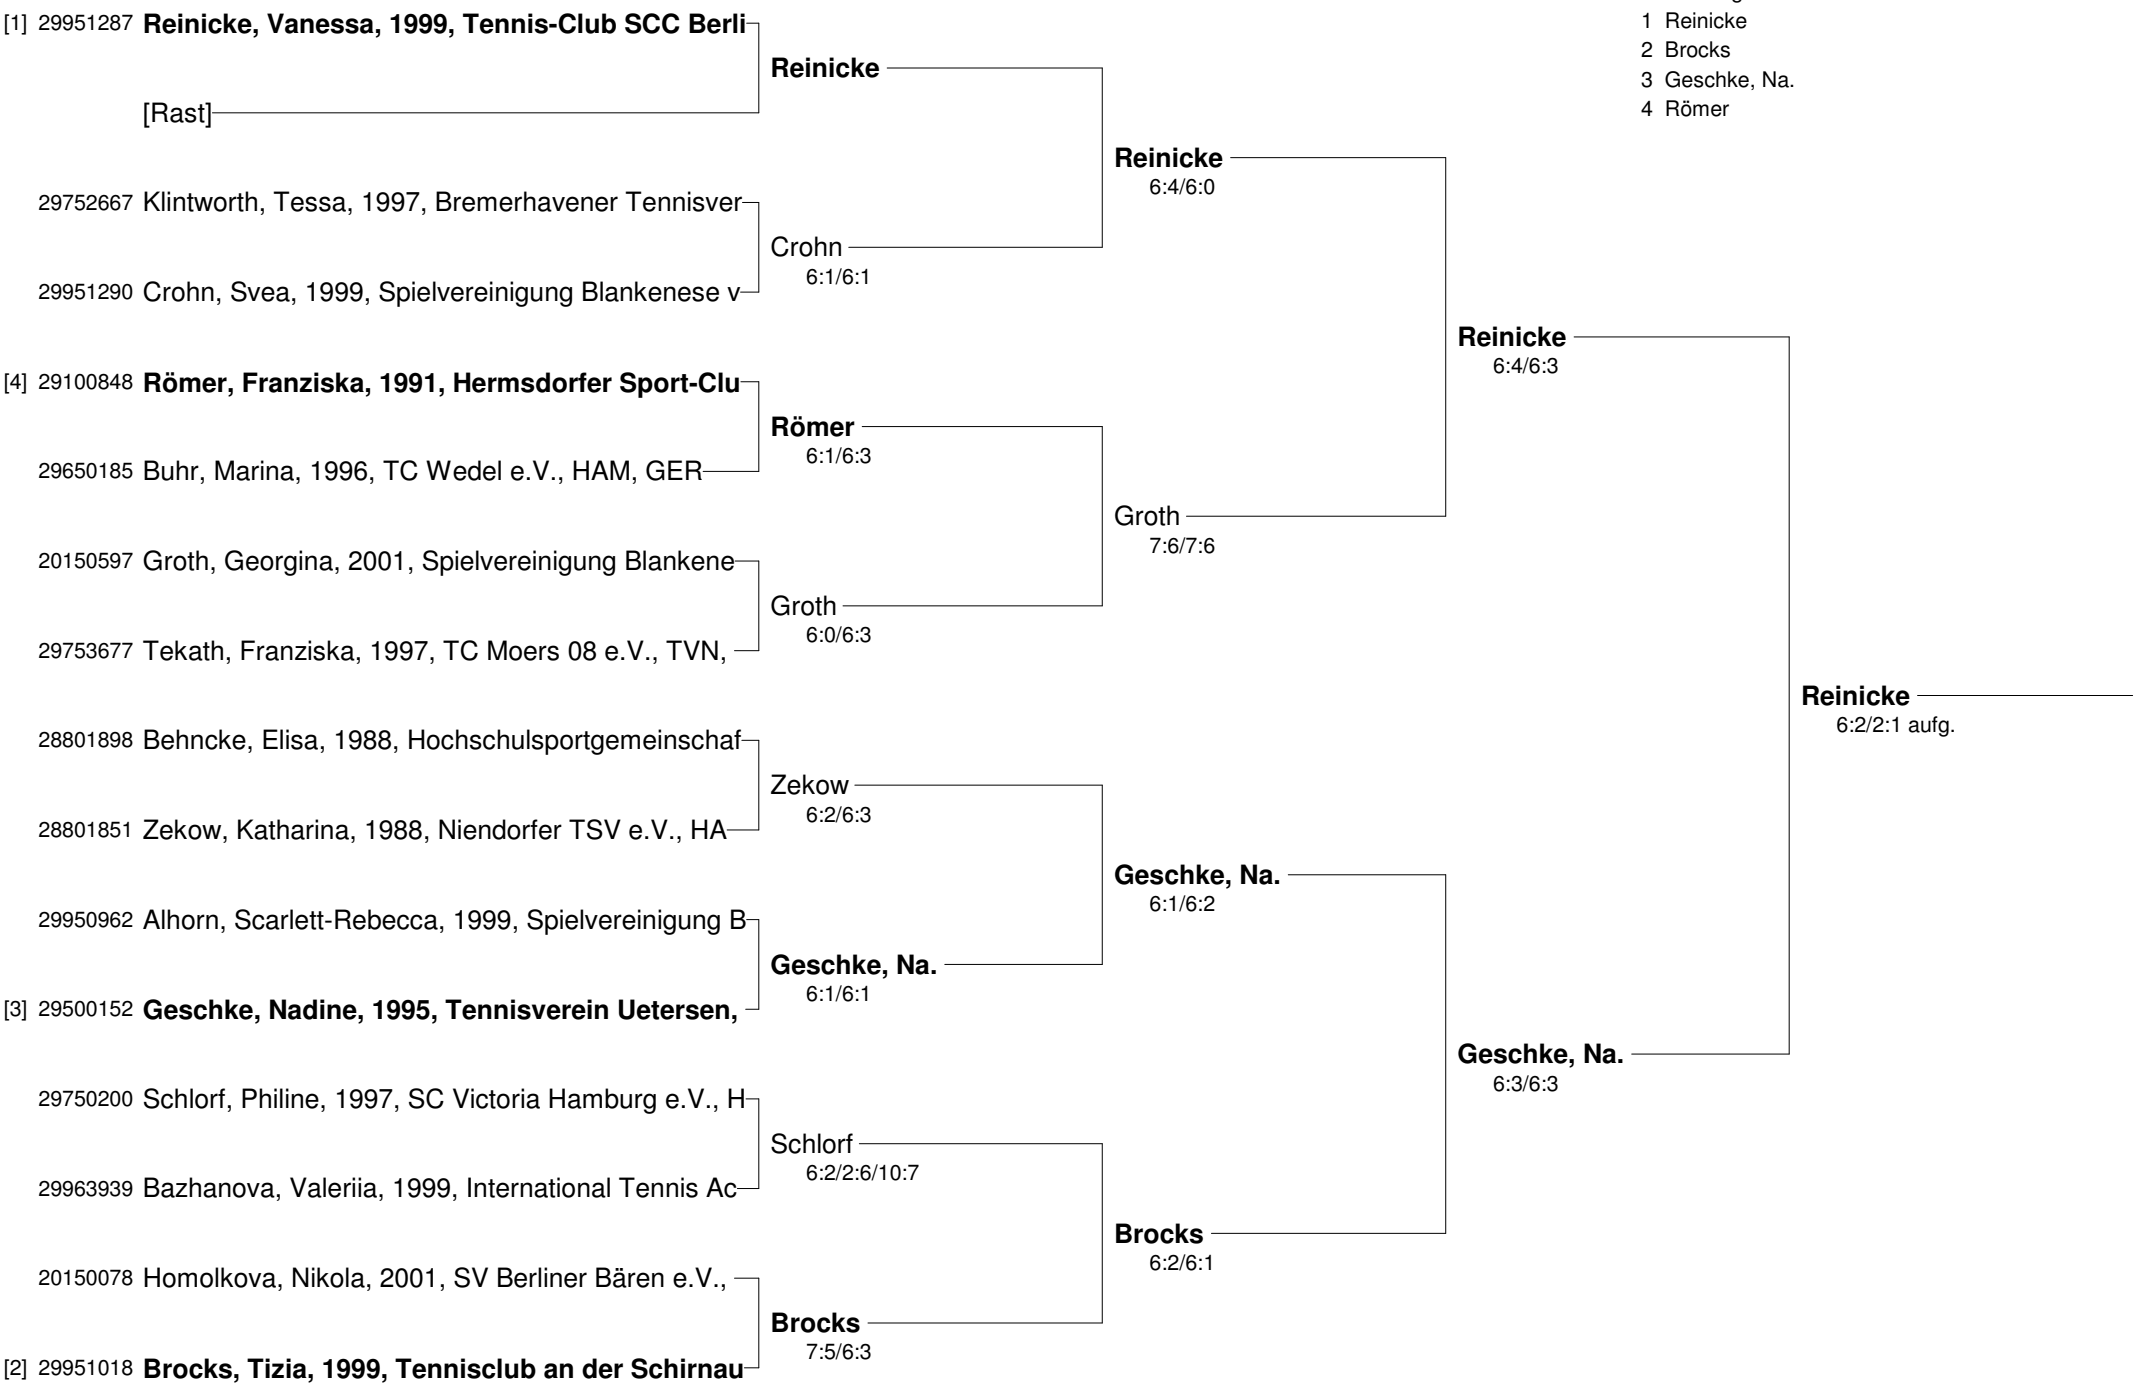 1 Reinicke
2 Brocks
3 Geschke, Na.
4 Römer
[1] 29951287 Reinicke, Vanessa, 1999, Tennis-Club SCC Berli
Reinicke
[Rast]
Reinicke
6:4/6:0
29752667 Klintworth, Tessa, 1997, Bremerhavener Tennisver
Crohn
6:1/6:1
29951290 Crohn, Svea, 1999, Spielvereinigung Blankenese v
Reinicke
6:4/6:3
[4] 29100848 Römer, Franziska, 1991, Hermsdorfer Sport-Clu
Römer
6:1/6:3
29650185 Buhr, Marina, 1996, TC Wedel e.V., HAM, GER
Groth
7:6/7:6
20150597 Groth, Georgina, 2001, Spielvereinigung Blankene
Groth
6:0/6:3
29753677 Tekath, Franziska, 1997, TC Moers 08 e.V., TVN,
Reinicke
6:2/2:1 aufg.
28801898 Behncke, Elisa, 1988, Hochschulsportgemeinschaf
Zekow
6:2/6:3
28801851 Zekow, Katharina, 1988, Niendorfer TSV e.V., HA
Geschke, Na.
6:1/6:2
29950962 Alhorn, Scarlett-Rebecca, 1999, Spielvereinigung B
Geschke, Na.
6:1/6:1
[3] 29500152 Geschke, Nadine, 1995, Tennisverein Uetersen,
Geschke, Na.
6:3/6:3
29750200 Schlorf, Philine, 1997, SC Victoria Hamburg e.V., H
Schlorf
6:2/2:6/10:7
29963939 Bazhanova, Valeriia, 1999, International Tennis Ac
Brocks
6:2/6:1
20150078 Homolkova, Nikola, 2001, SV Berliner Bären e.V.,
Brocks
7:5/6:3
[2] 29951018 Brocks, Tizia, 1999, Tennisclub an der Schirnau